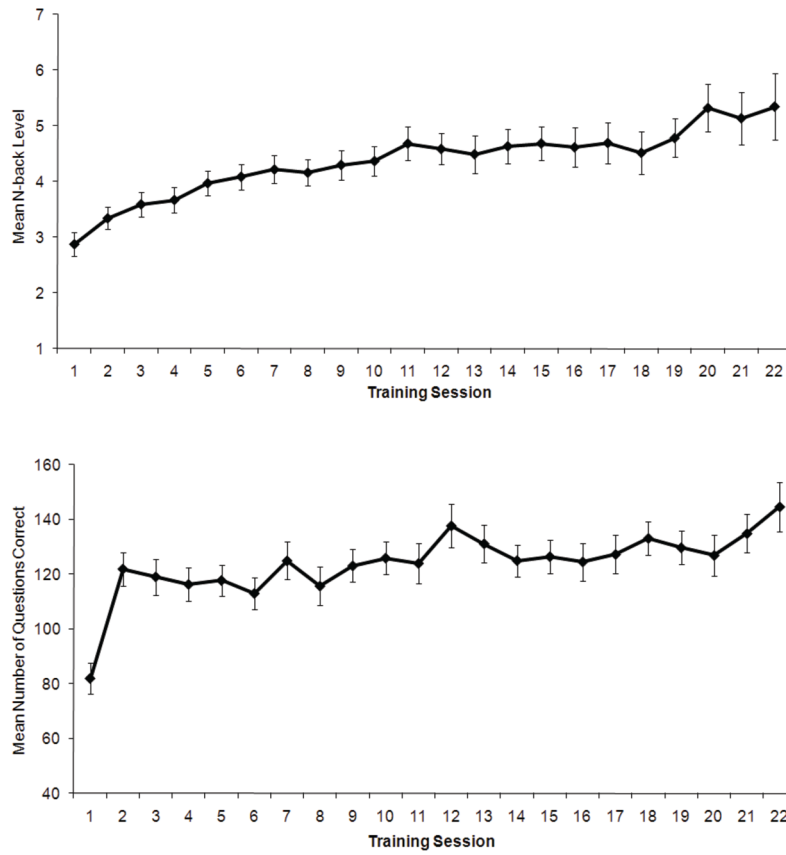 7
6
5
4
3
2
1
Mean N-back Level
1 2 3 4 5 6 7 8 9 10 11 12 13 14 15 16 17 18 19 20 21 22
Training Session
160
140
120
100
80
60
40
Mean Number of Questions Correct
1 2 3 4 5 6 7 8 9 10 11 12 13 14 15 16 17 18 19 20 21 22
Training Session